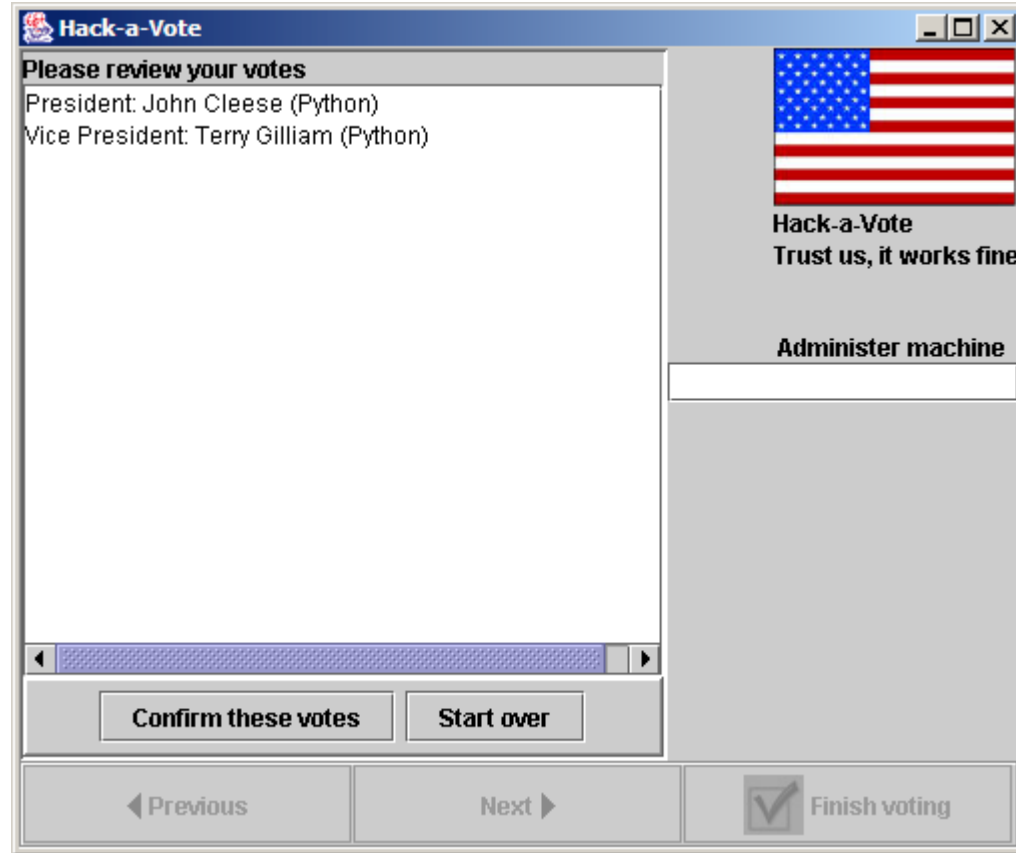 Hack-a-Vote
Please review your votes
President: John Cleese (Python)
Vice President: Terry Gilliam (Python)
Hack-a-Vote
Trust us, it works fine
Administer machine
Confirm these votes
Start over
Previous
Next
Finish voting